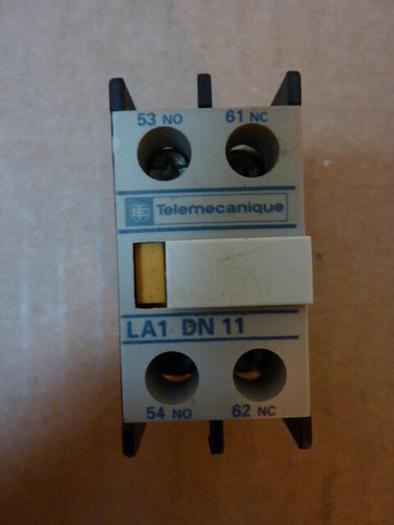 53 NO 61 NC
Telemecanique
LA1 DN 11
54 NO 62 NC